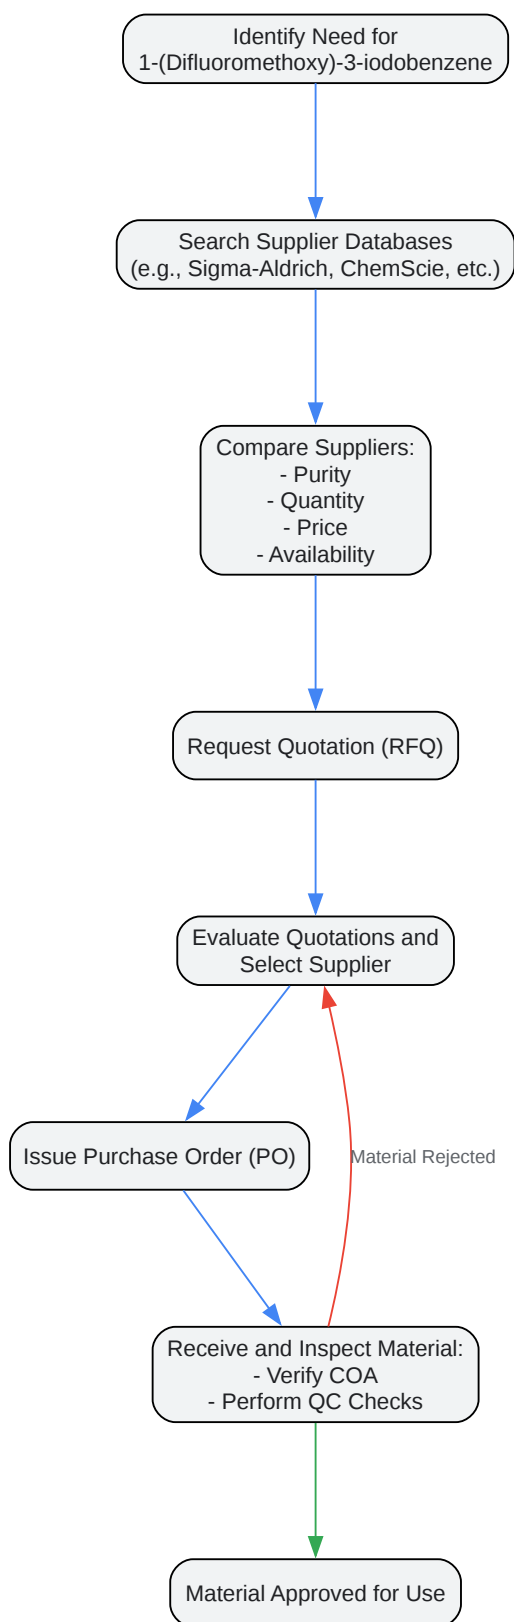 Identify Need for
1-(Difluoromethoxy)-3-iodobenzene
Search Supplier Databases
(e.g., Sigma-Aldrich, ChemScie, etc.)
Compare Suppliers:
- Purity
- Quantity
- Price
- Availability
Request Quotation (RFQ)
Evaluate Quotations and
Select Supplier
Issue Purchase Order (PO)
Material Rejected
Receive and Inspect Material:
- Verify COA
- Perform QC Checks
Material Approved for Use